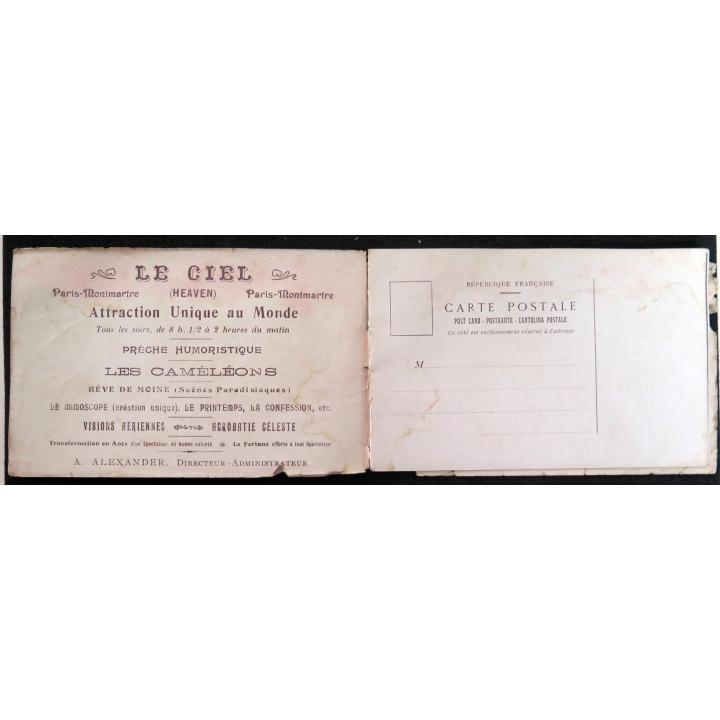 LE CIEL
Paris-Montmartre (HEAVEN) Paris-Montmartre
Attraction Unique au Monde
Tous les soirs, de 8 h. 1/2 à 2 heures du matin
PRÊCHE HUMORISTIQUE
LES CAMÉLÉONS
RÊVE DE MOINE (Scènes Paradisiaques)
LE MIMOSCOPE (création unique). LE PRINTEMPS, LA CONFESSION, etc.
VISIONS AÉRIENNES ACROBATIE CÉLESTE
Transformation en Ange d'un Spectateur de bonne volonté La Fortune offerte à tout Spectateur
A. ALEXANDER, DIRECTEUR-ADMINISTRATEUR
RÉPUBLIQUE FRANÇAISE
CARTE POSTALE
POST CARD - POSTKARTE - CARTOLINA POSTALE
Ce côté est exclusivement réservé à l'adresse
M